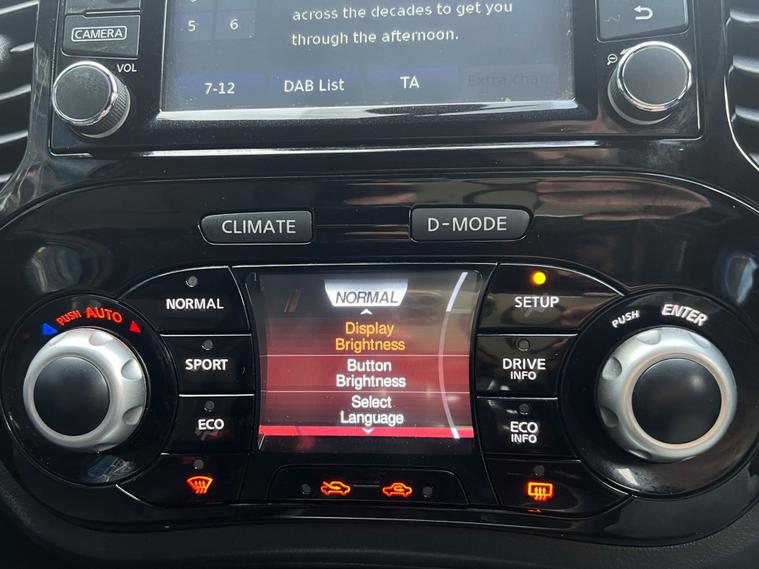 across the decades to get you
through the afternoon.
5 6
CAMERA
VOL
7-12 DAB List TA Extra chan
CLIMATE D-MODE
NORMAL
NORMAL
SETUP
PUSH AUTO
PUSH ENTER
Display
Brightness
SPORT
Button
Brightness
DRIVE
INFO
Select
Language
ECO
ECO
INFO